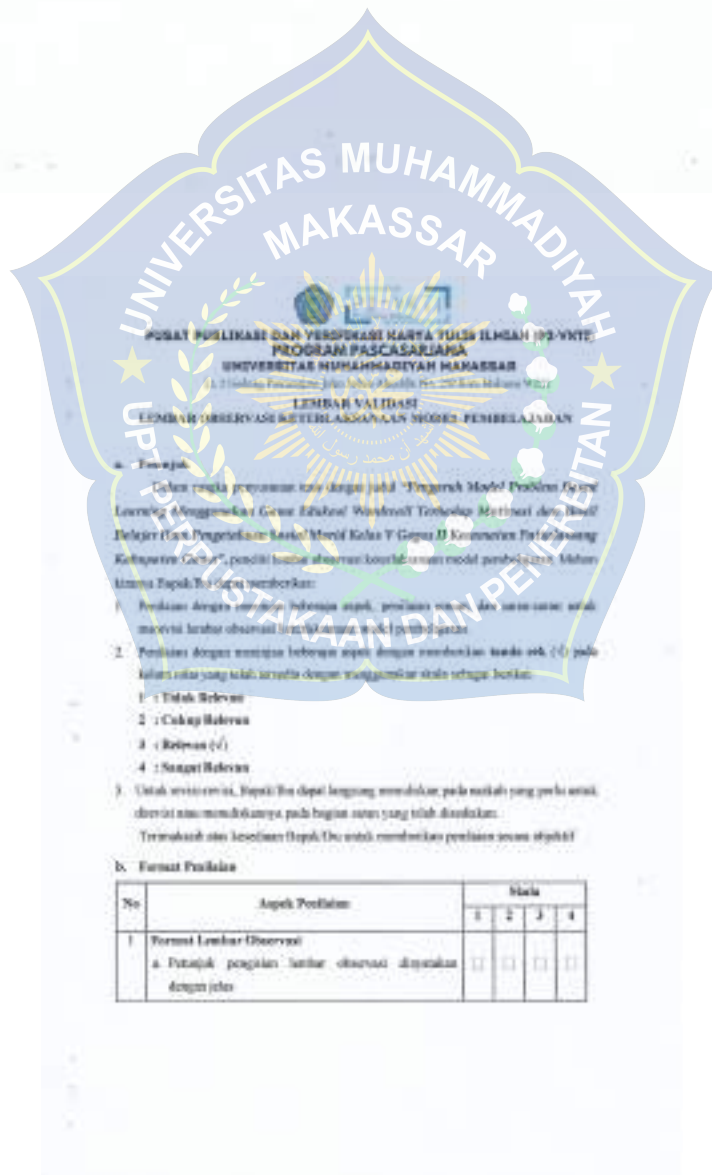 UNIVERSITAS MUHAMMADIYAH
MAKASSAR
UPT PERPUSTAKAAN DAN PENERBITAN
PUSAT PUBLIKASI DAN VERIFIKASI KARYA TULIS ILMIAH (P2-VKTI)
PROGRAM PASCASARJANA
UNIVERSITAS MUHAMMADIYAH MAKASSAR
LEMBAR VALIDASI
LEMBAR OBSERVASI KETERLAKSANAAN MODEL PEMBELAJARAN
a. Petunjuk
Dalam rangka penyusunan tesis dengan judul "Pengaruh Model Problem Based
Learning Menggunakan Game Edukasi Wordwall Terhadap Motivasi dan Hasil
Belajar Ilmu Pengetahuan Sosial Murid Kelas V Gugus II Kecamatan
Kabupaten Gowa", peneliti lembar observasi keterlaksanaan model pembelajaran. Mohon
kiranya Bapak/Ibu dapat memberikan:
1. Penilaian dengan meninjau beberapa aspek, penilaian umum, dan saran-saran untuk
merevisi lembar observasi keterlaksanaan model pembelajaran
2. Penilaian dengan meninjau beberapa aspek dengan memberikan tanda cek (√) pada
kolom nilai yang telah tersedia dengan menggunakan skala sebagai berikut:
1 : Tidak Relevan
2 : Cukup Relevan
3 : Relevan (√)
4 : Sangat Relevan
3. Untuk revisi-revisi, Bapak/Ibu dapat langsung menuliskan pada naskah yang perlu untuk
direvisi atau menuliskannya pada bagian saran yang telah disediakan.
Terimakasih atas kesediaan Bapak/Ibu untuk memberikan penilaian secara objektif
b. Format Penilaian
No Aspek Penilaian Skala
1 2 3 4
1 Format Lembar Observasi
a. Petunjuk pengisian lembar observasi dinyatakan
dengan jelas